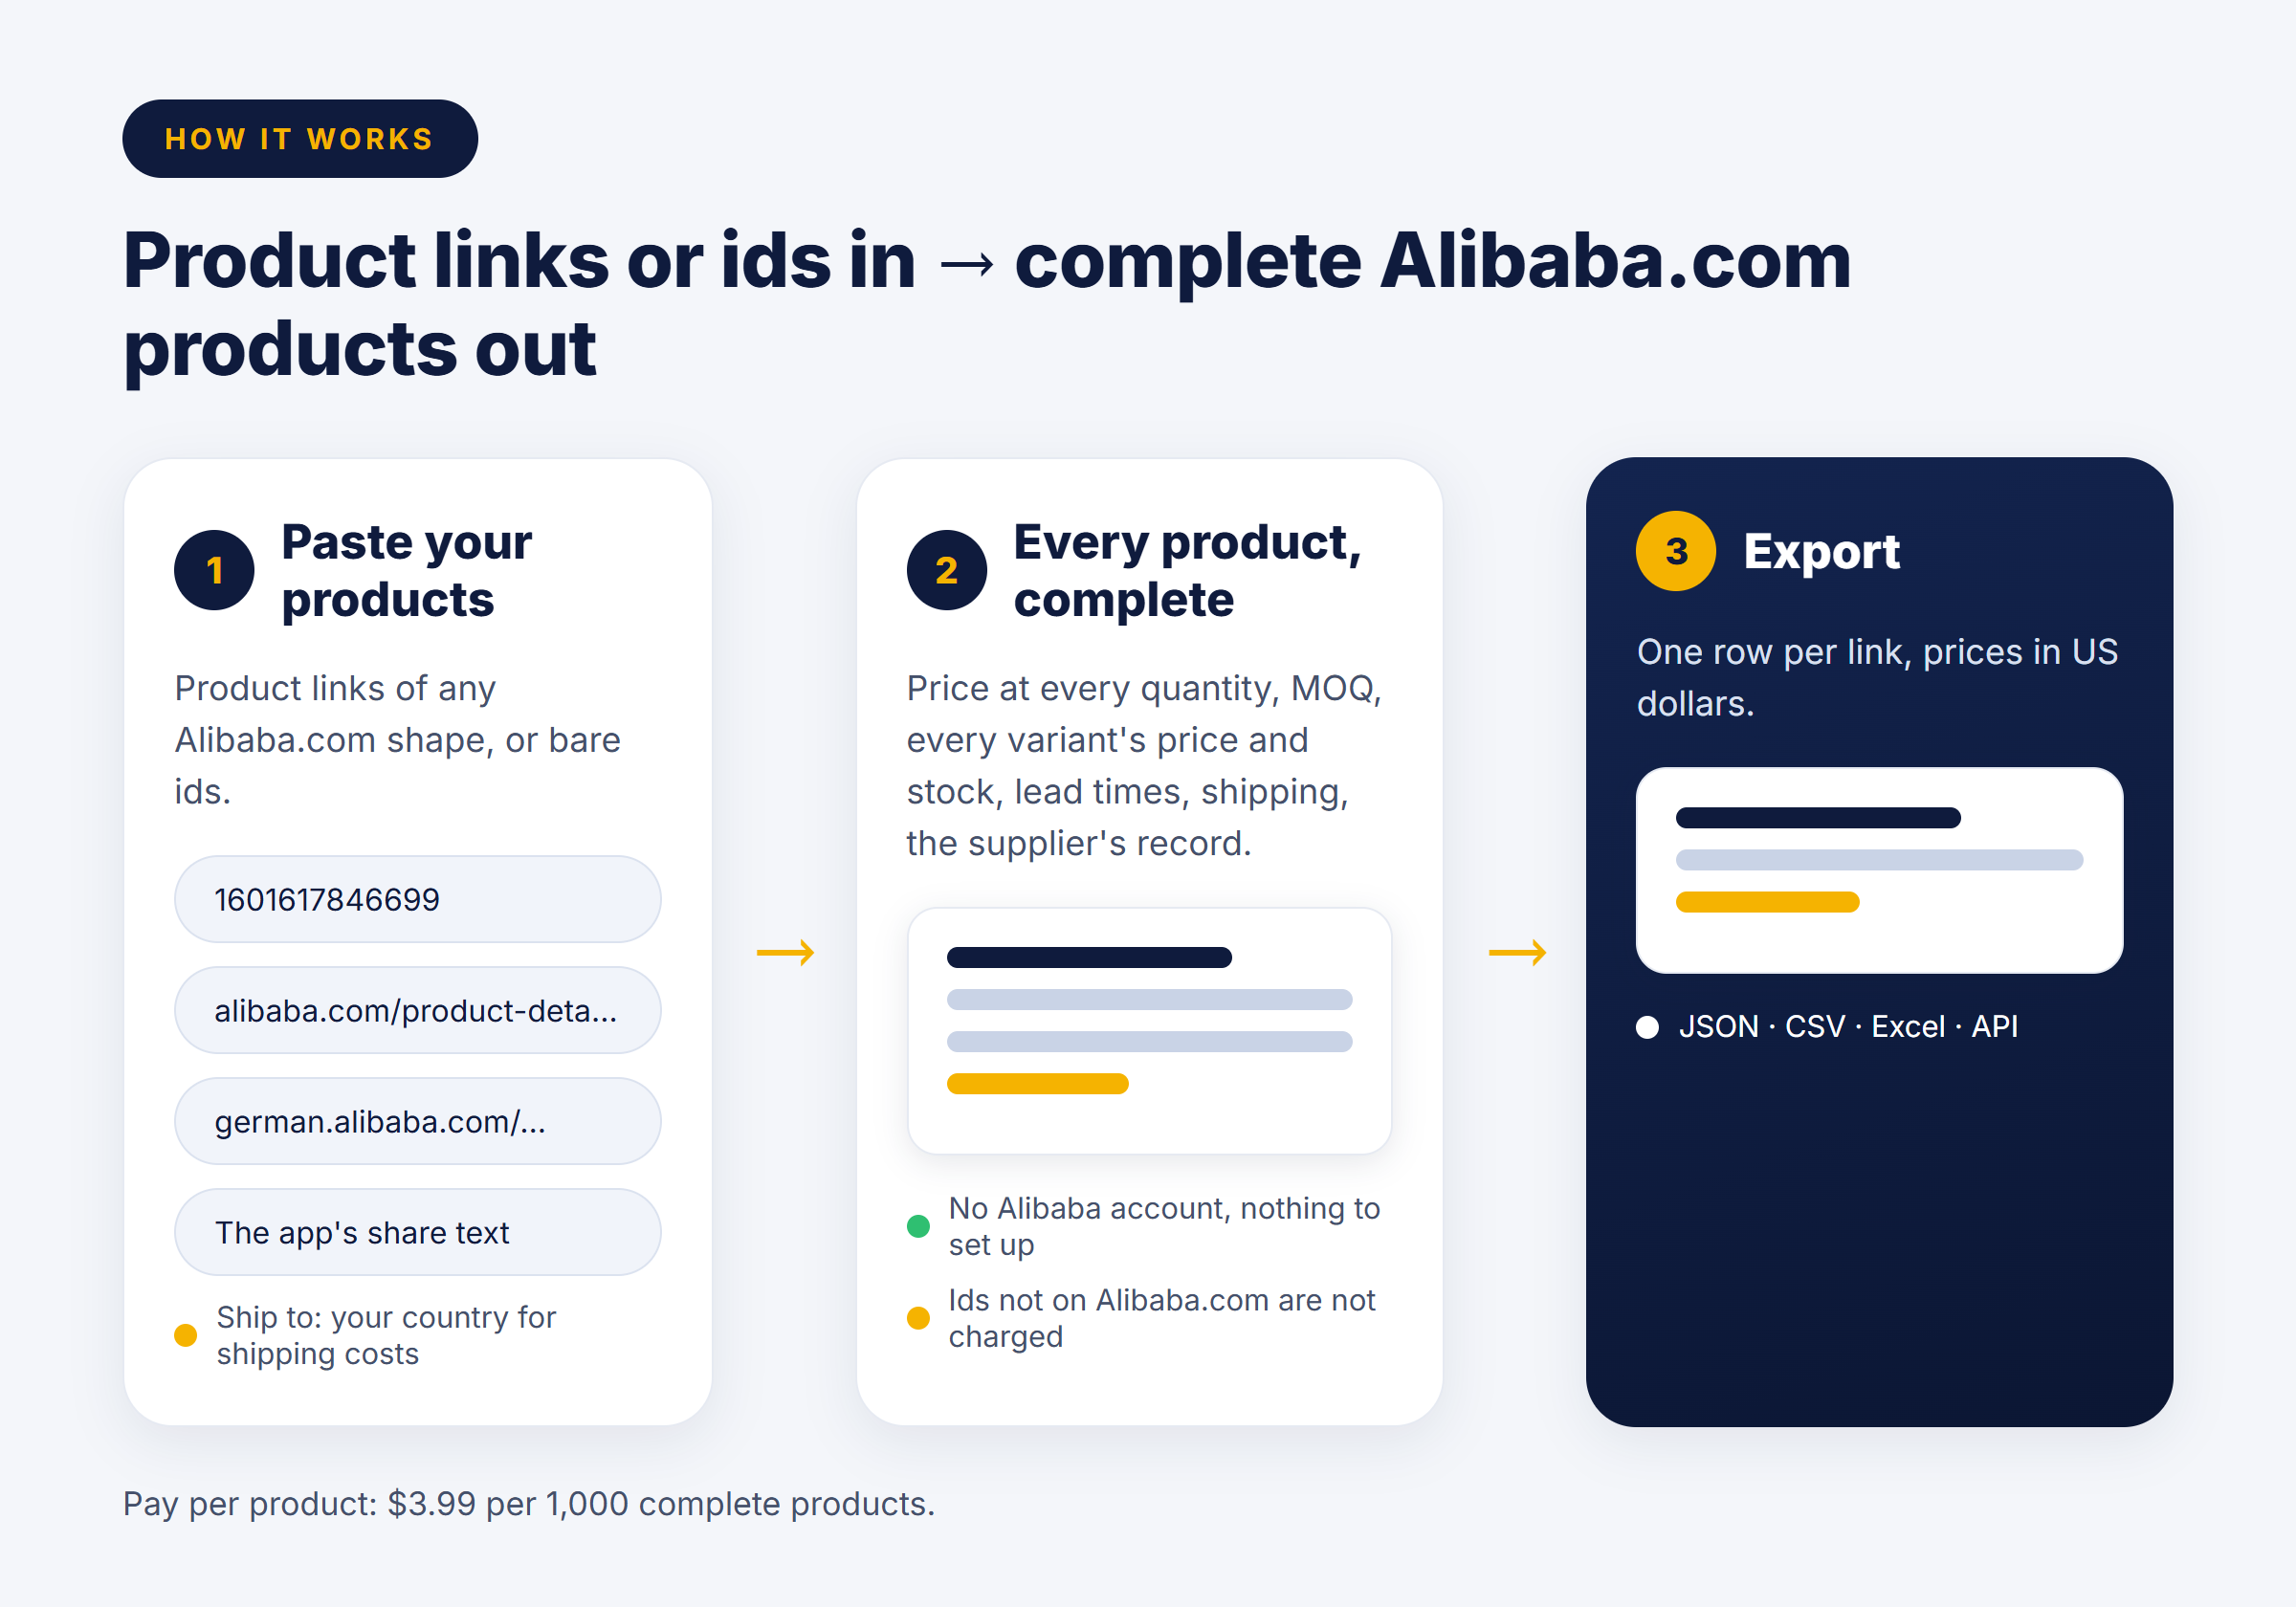 HOW IT WORKS
Product links or ids in → complete Alibaba.com
products out
1
Paste your
products
Product links of any
Alibaba.com shape, or bare
ids.
1601617846699
alibaba.com/product-deta...
german.alibaba.com/...
The app's share text
Ship to: your country for
shipping costs
→
2
Every product,
complete
Price at every quantity, MOQ,
every variant's price and
stock, lead times, shipping,
the supplier's record.
No Alibaba account, nothing to
set up
Ids not on Alibaba.com are not
charged
→
3
Export
One row per link, prices in US
dollars.
JSON · CSV · Excel · API
Pay per product: $3.99 per 1,000 complete products.